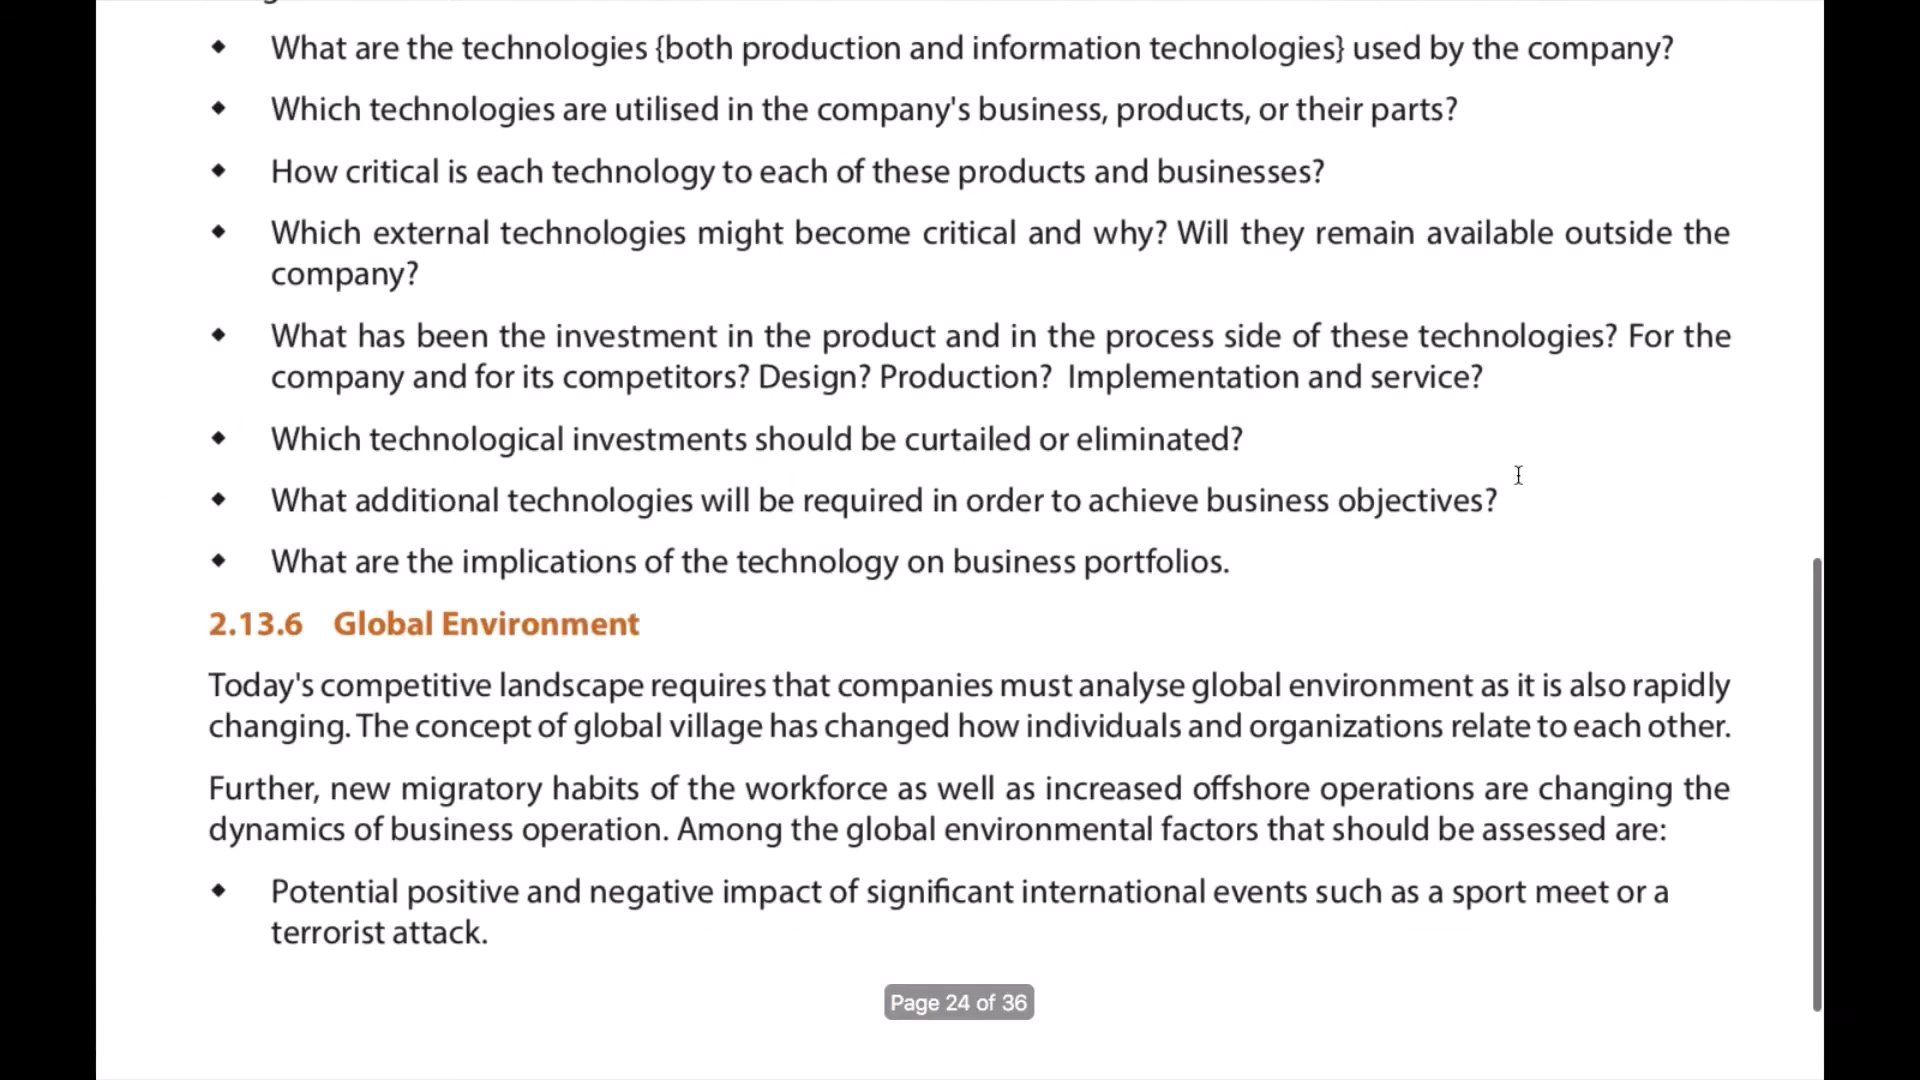 ◆ What are the technologies {both production and information technologies} used by the company?
◆ Which technologies are utilised in the company's business, products, or their parts?
◆ How critical is each technology to each of these products and businesses?
◆ Which external technologies might become critical and why? Will they remain available outside the
company?
◆ What has been the investment in the product and in the process side of these technologies? For the
company and for its competitors? Design? Production? Implementation and service?
◆ Which technological investments should be curtailed or eliminated?
◆ What additional technologies will be required in order to achieve business objectives?
◆ What are the implications of the technology on business portfolios.
2.13.6 Global Environment
Today's competitive landscape requires that companies must analyse global environment as it is also rapidly
changing. The concept of global village has changed how individuals and organizations relate to each other.
Further, new migratory habits of the workforce as well as increased offshore operations are changing the
dynamics of business operation. Among the global environmental factors that should be assessed are:
◆ Potential positive and negative impact of significant international events such as a sport meet or a
terrorist attack.
Page 24 of 36